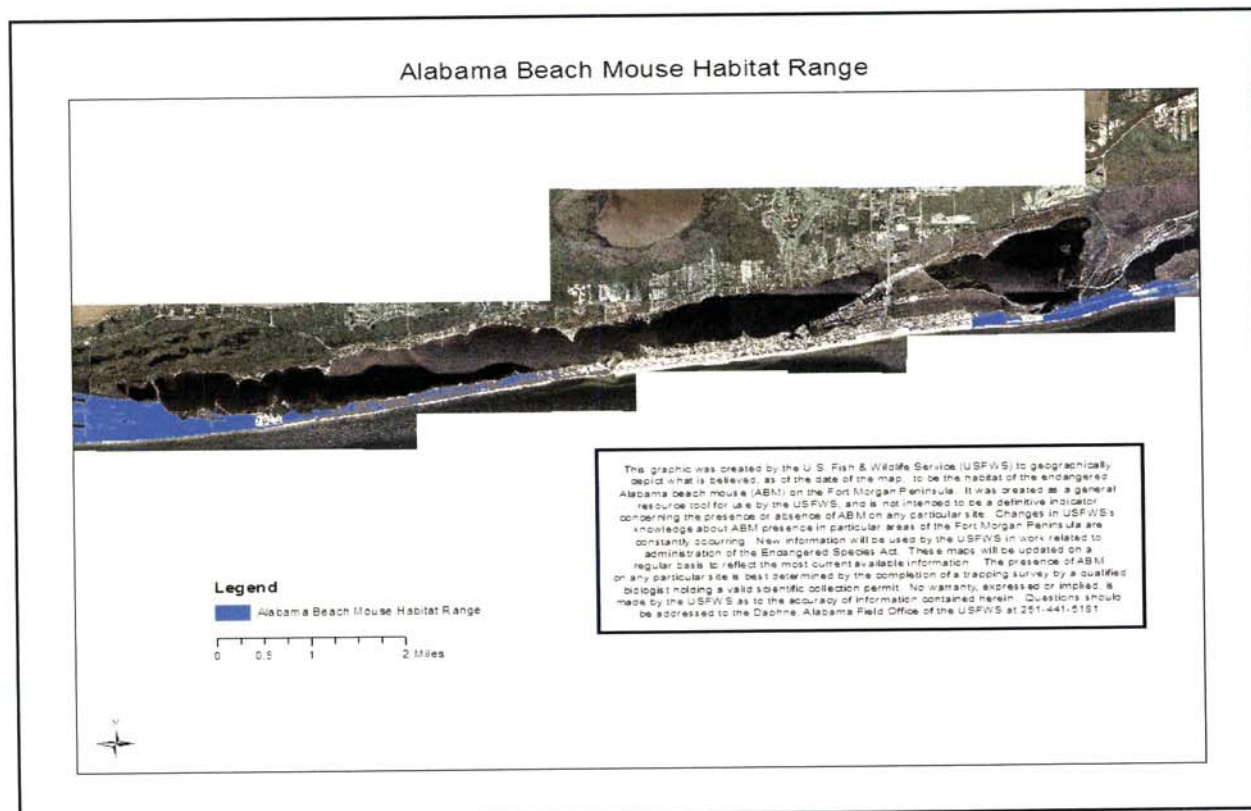 Alabama Beach Mouse Habitat Range
This graphic was created by the U.S. Fish & Wildlife Service (USFWS) to geographically
depict what is believed, as of the date of the map, to be the habitat of the endangered
Alabama beach mouse (ABM) on the Fort Morgan Peninsula. It was created as a general
resource tool for use by the USFWS, and is not intended to be a definitive indicator
concerning the presence or absence of ABM on any particular site. Changes in USFWS's
knowledge about ABM presence in particular areas of the Fort Morgan Peninsula are
constantly occurring. New information will be used by the USFWS in work related to
administration of the Endangered Species Act. These maps will be updated on a
regular basis to reflect the most current available information. The presence of ABM
on any particular site is best determined by the completion of a trapping survey by a qualified
biologist holding a valid scientific collection permit. No warranty, expressed or implied, is
made by the USFWS as to the accuracy of information contained herein. Questions should
be addressed to the Daphne, Alabama Field Office of the USFWS at 251-441-5181
Legend
Alabama Beach Mouse Habitat Range
0 0.5 1 2 Miles
N